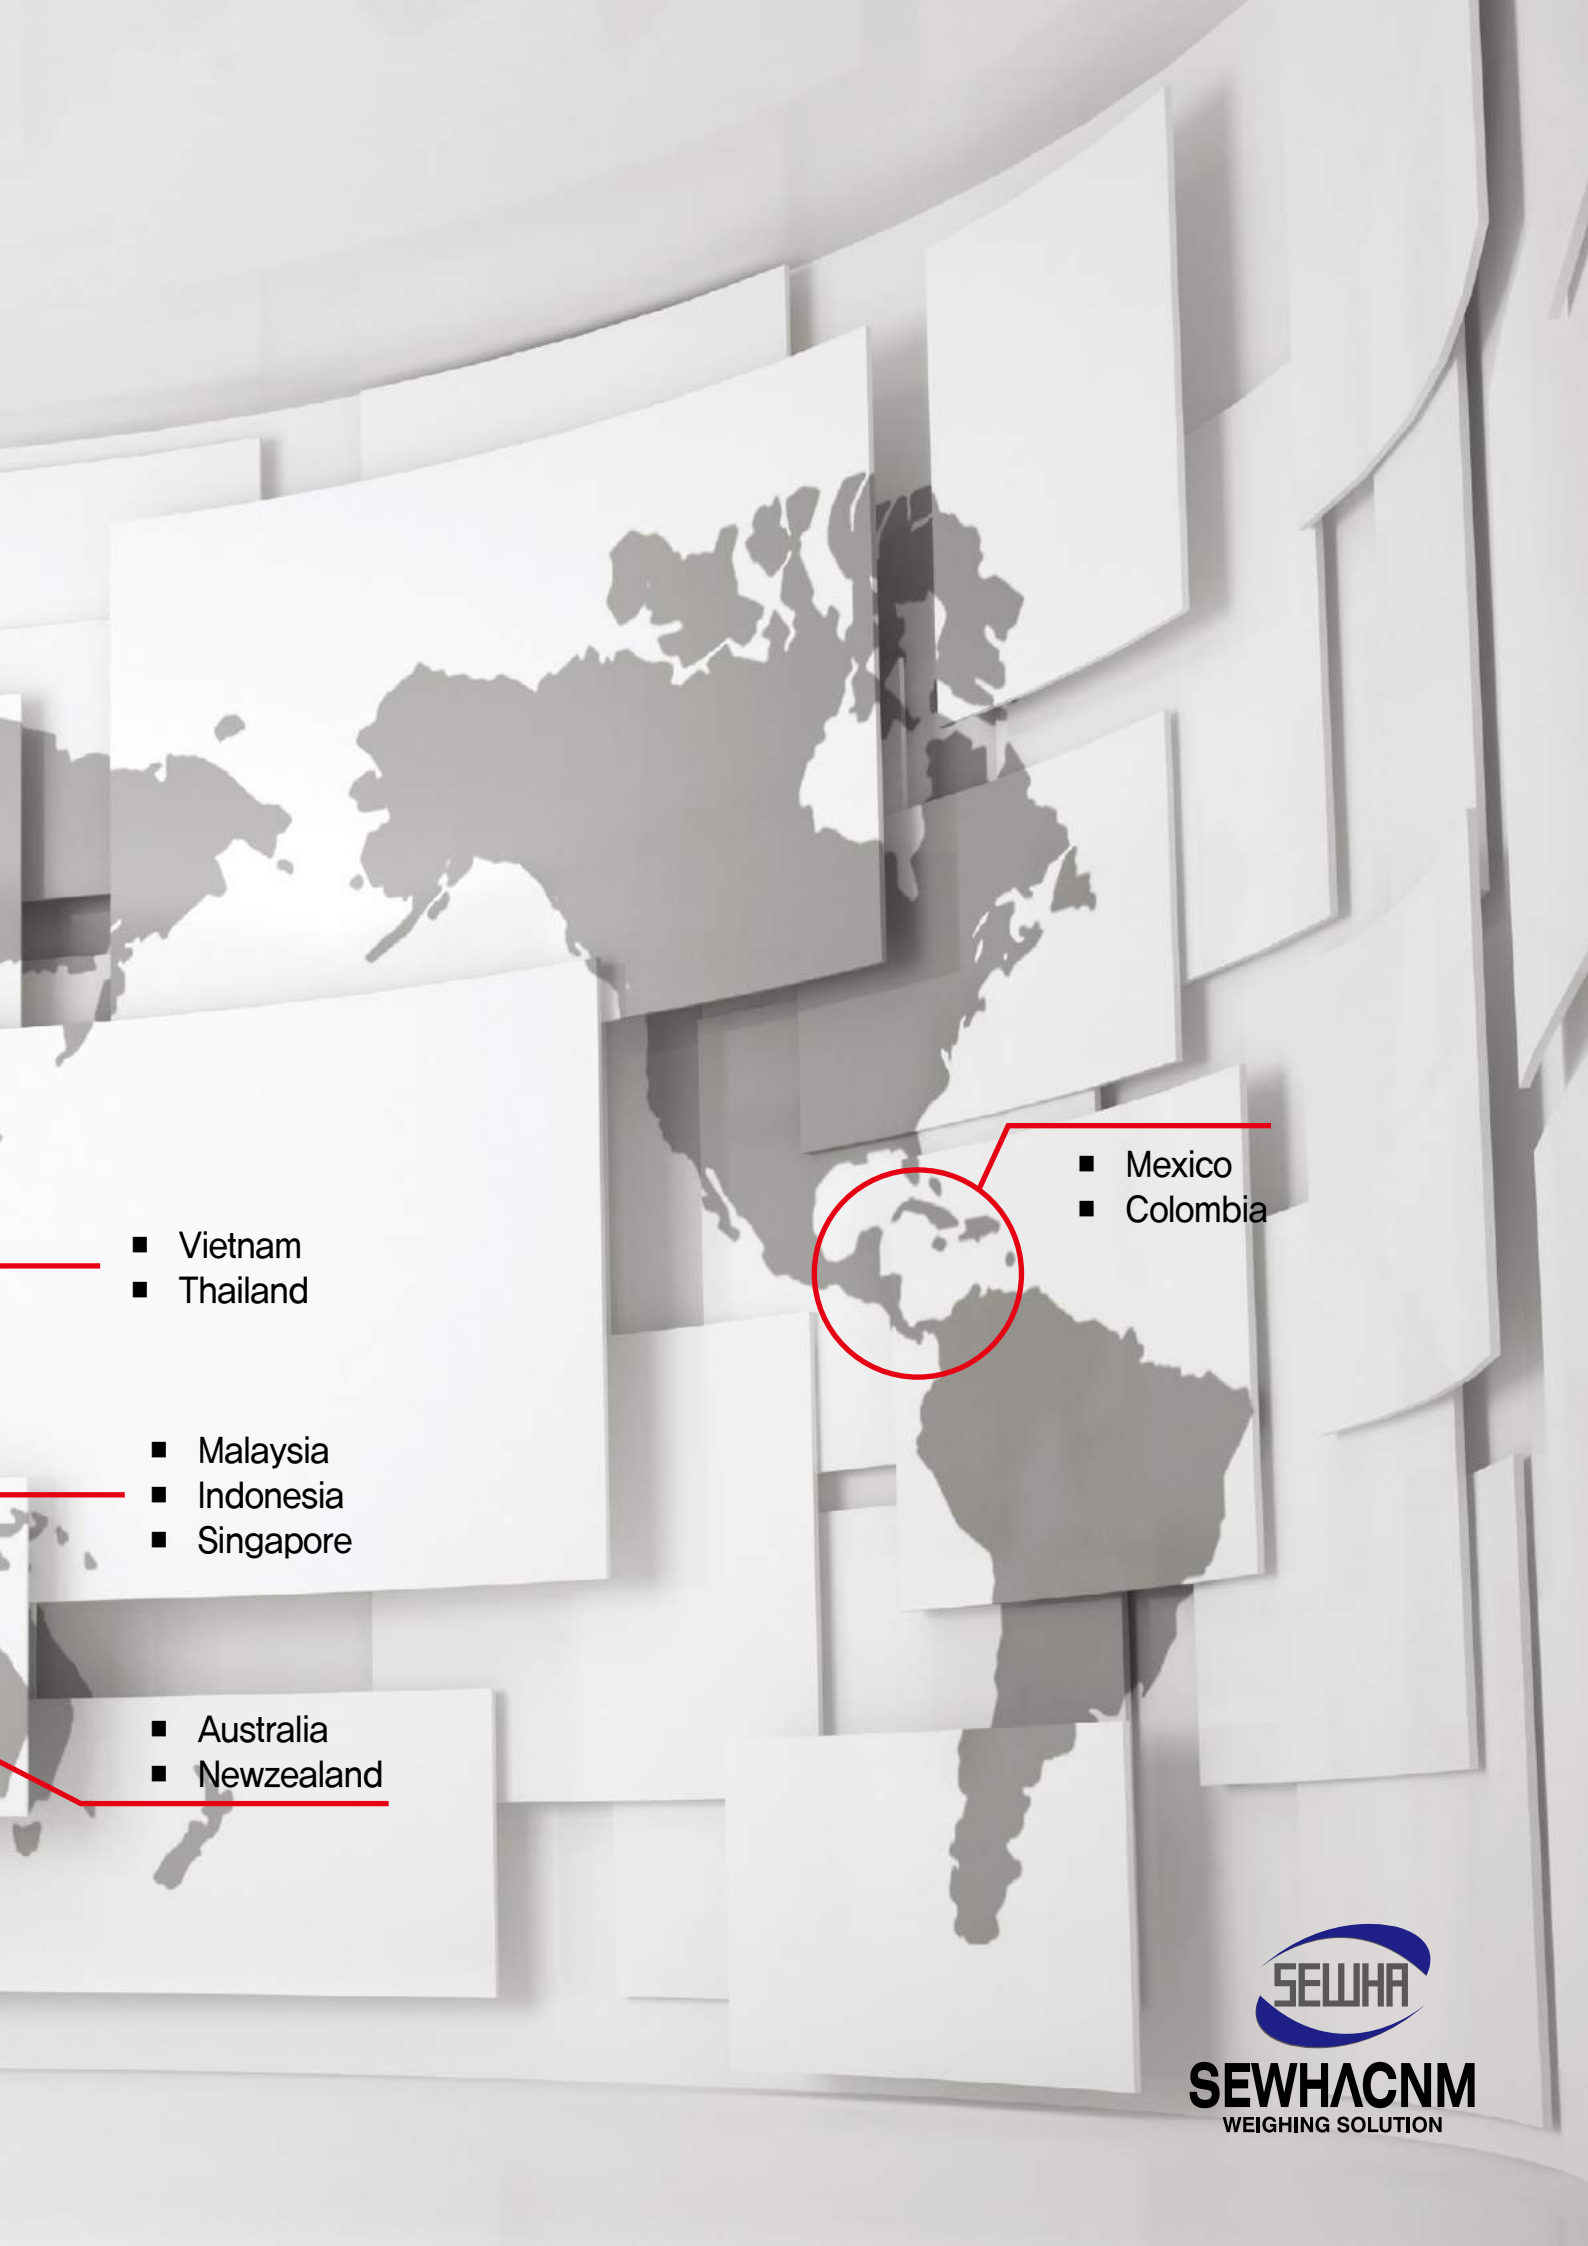 Mexico
Colombia
Vietnam
Thailand
Malaysia
Indonesia
Singapore
Australia
Newzealand
SEWHA
SEWHACNM
WEIGHING SOLUTION